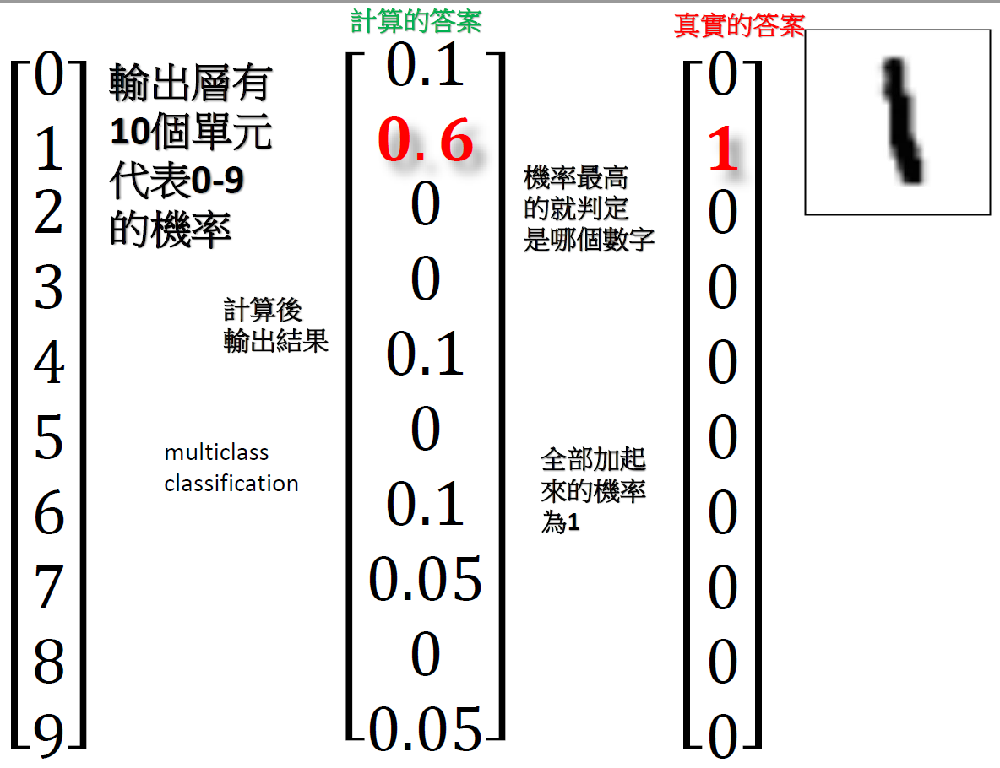 計算的答案
真實的答案
0
1
2
3
4
5
6
7
8
9
輸出層有
10個單元
代表0-9
的機率
計算後
輸出結果
multiclass
classification
0.1
0.6
0
0
0.1
0
0.1
0.05
0
0.05
機率最高
的就判定
是哪個數字
全部加起
來的機率
為1
0
1
0
0
0
0
0
0
0
0
1